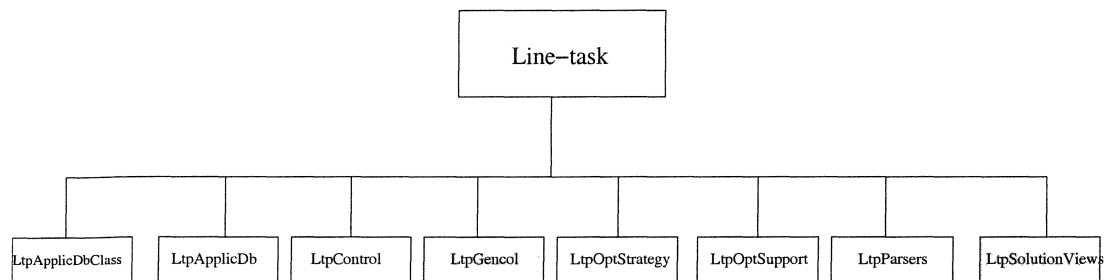 Line-task
LtpApplicDbClass
LtpApplicDb
LtpControl
LtpGencol
LtpOptStrategy
LtpOptSupport
LtpParsers
LtpSolutionViews